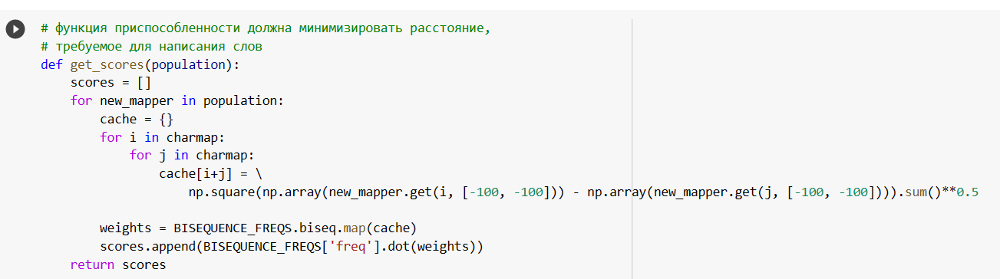 # функция приспособленности должна минимизировать расстояние,
# требуемое для написания слов
def get_scores(population):
    scores = []
    for new_mapper in population:
        cache = {}
        for i in charmap:
            for j in charmap:
                cache[i+j] = \
                    np.square(np.array(new_mapper.get(i, [-100, -100])) - np.array(new_mapper.get(j, [-100, -100]))).sum()**0.5
        weights = BISEQUENCE_FREQS.biseq.map(cache)
        scores.append(BISEQUENCE_FREQS['freq'].dot(weights))
    return scores